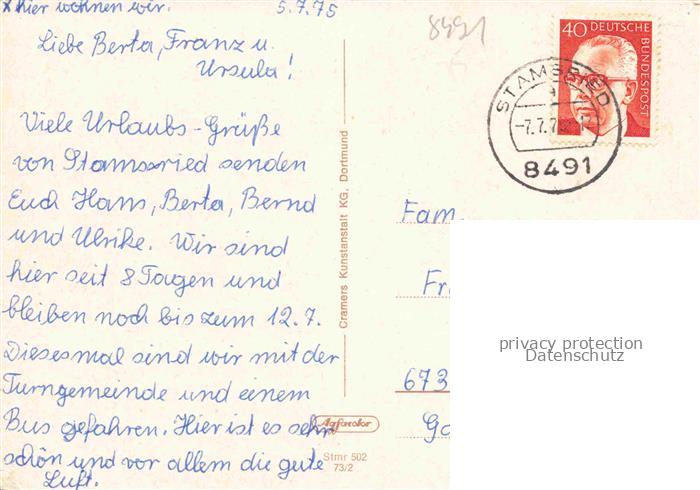 x hier wohnen wir. 5.7.75
Liebe Berta, Franz u.
Ursula!
Viele Urlaubs-Grüße
von Stamsried senden
Euch Hans, Berta, Bernd
und Ulrike. Wir sind
hier seit 8 Tagen und
bleiben noch bis zum 12.7.
Diesesmal sind wir mit der
Turngemeinde und einem
Bus gefahren. Hier ist es sehr
schön und vor allem die gute
Luft.
Cramers Kunstanstalt KG, Dortmund
Agfacolor
Stmr 502
73/2
8491
40 DEUTSCHE
BUNDESPOST
STAMSRIED
-7.7.75
8491
Fam.
Fr
673
privacy protection
Datenschutz